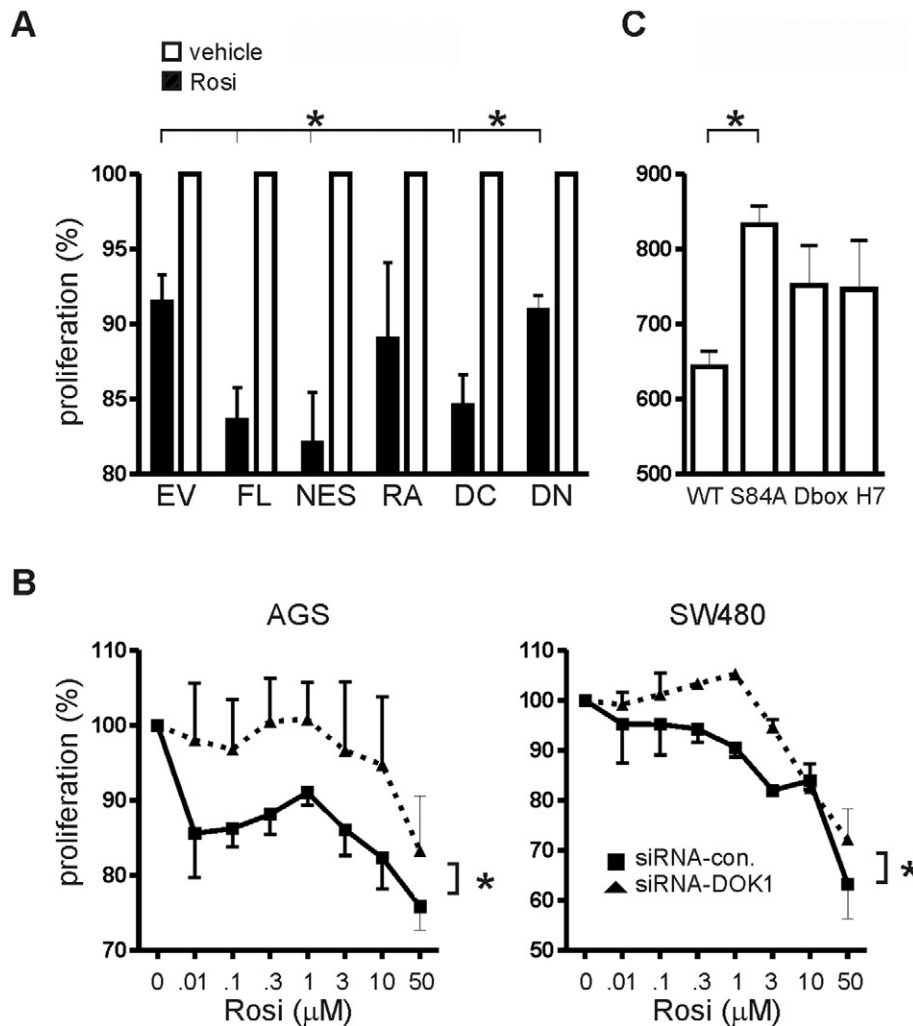 A
vehicle
Rosi
*
*
proliferation (%)
100
95
90
85
80
EV FL NES RA DC DN
C
*
900
800
700
600
500
WT S84A Dbox H7
B
AGS
proliferation (%)
110
100
90
80
70
*
0 .01 .1 .3 1 3 10 50
Rosi (μM)
SW480
110
100
90
80
70
60
50
siRNA-con.
siRNA-DOK1
*
0 .01 .1 .3 1 3 10 50
Rosi (μM)